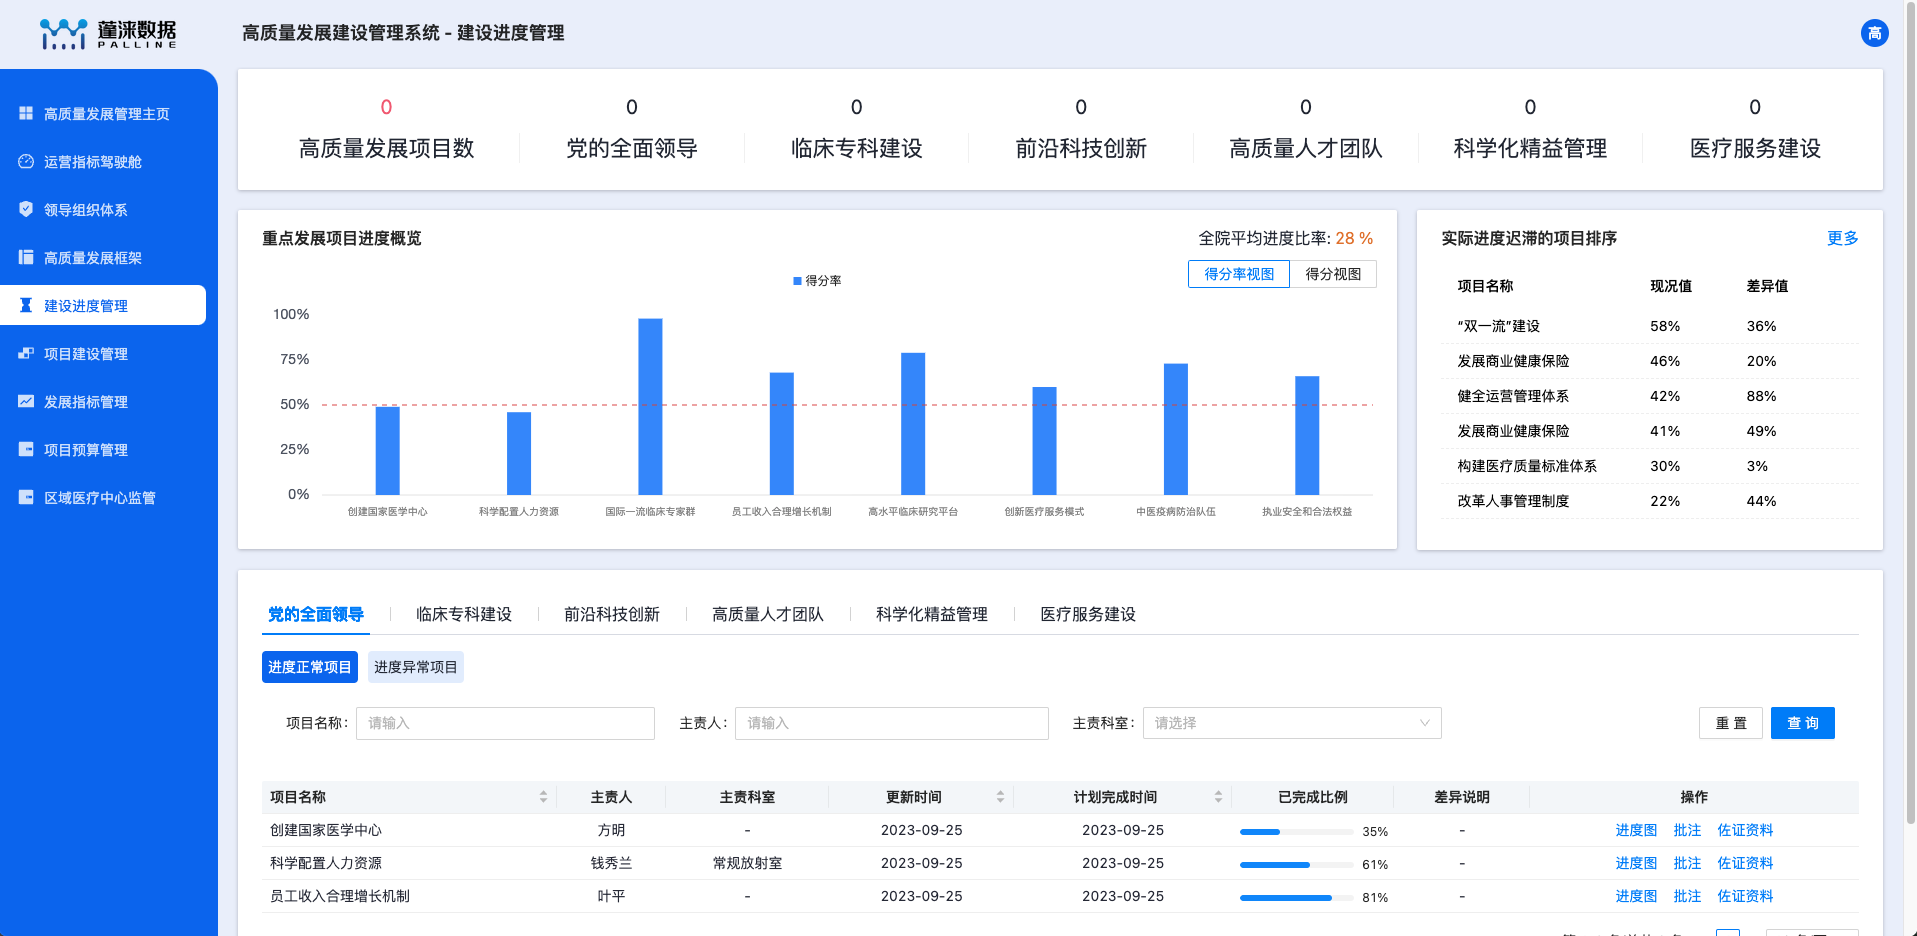 蓬涞数据
PALLINE
高质量发展建设管理系统 - 建设进度管理
高
高质量发展管理主页
运营指标驾驶舱
领导组织体系
高质量发展框架
建设进度管理
项目建设管理
发展指标管理
项目预算管理
区域医疗中心监管
0 0 0 0 0 0 0
高质量发展项目数 党的全面领导 临床专科建设 前沿科技创新 高质量人才团队 科学化精益管理 医疗服务建设
重点发展项目进度概览
全院平均进度比率: 28 %
得分率视图 得分视图
得分率
100%
75%
50%
25%
0%
创建国家医学中心 科学配置人力资源 国际一流临床专家群 员工收入合理增长机制 高水平临床研究平台 创新医疗服务模式 中医疫病防治队伍 执业安全和合法权益
实际进度迟滞的项目排序 更多
项目名称 现况值 差异值
“双一流”建设 58% 36%
发展商业健康保险 46% 20%
健全运营管理体系 42% 88%
发展商业健康保险 41% 49%
构建医疗质量标准体系 30% 3%
改革人事管理制度 22% 44%
党的全面领导 临床专科建设 前沿科技创新 高质量人才团队 科学化精益管理 医疗服务建设
进度正常项目 进度异常项目
项目名称: 请输入 主责人: 请输入 主责科室: 请选择 重 置 查 询
项目名称 主责人 主责科室 更新时间 计划完成时间 已完成比例 差异说明 操作
创建国家医学中心 方明 - 2023-09-25 2023-09-25 35% - 进度图 批注 佐证资料
科学配置人力资源 钱秀兰 常规放射室 2023-09-25 2023-09-25 61% - 进度图 批注 佐证资料
员工收入合理增长机制 叶平 - 2023-09-25 2023-09-25 81% - 进度图 批注 佐证资料